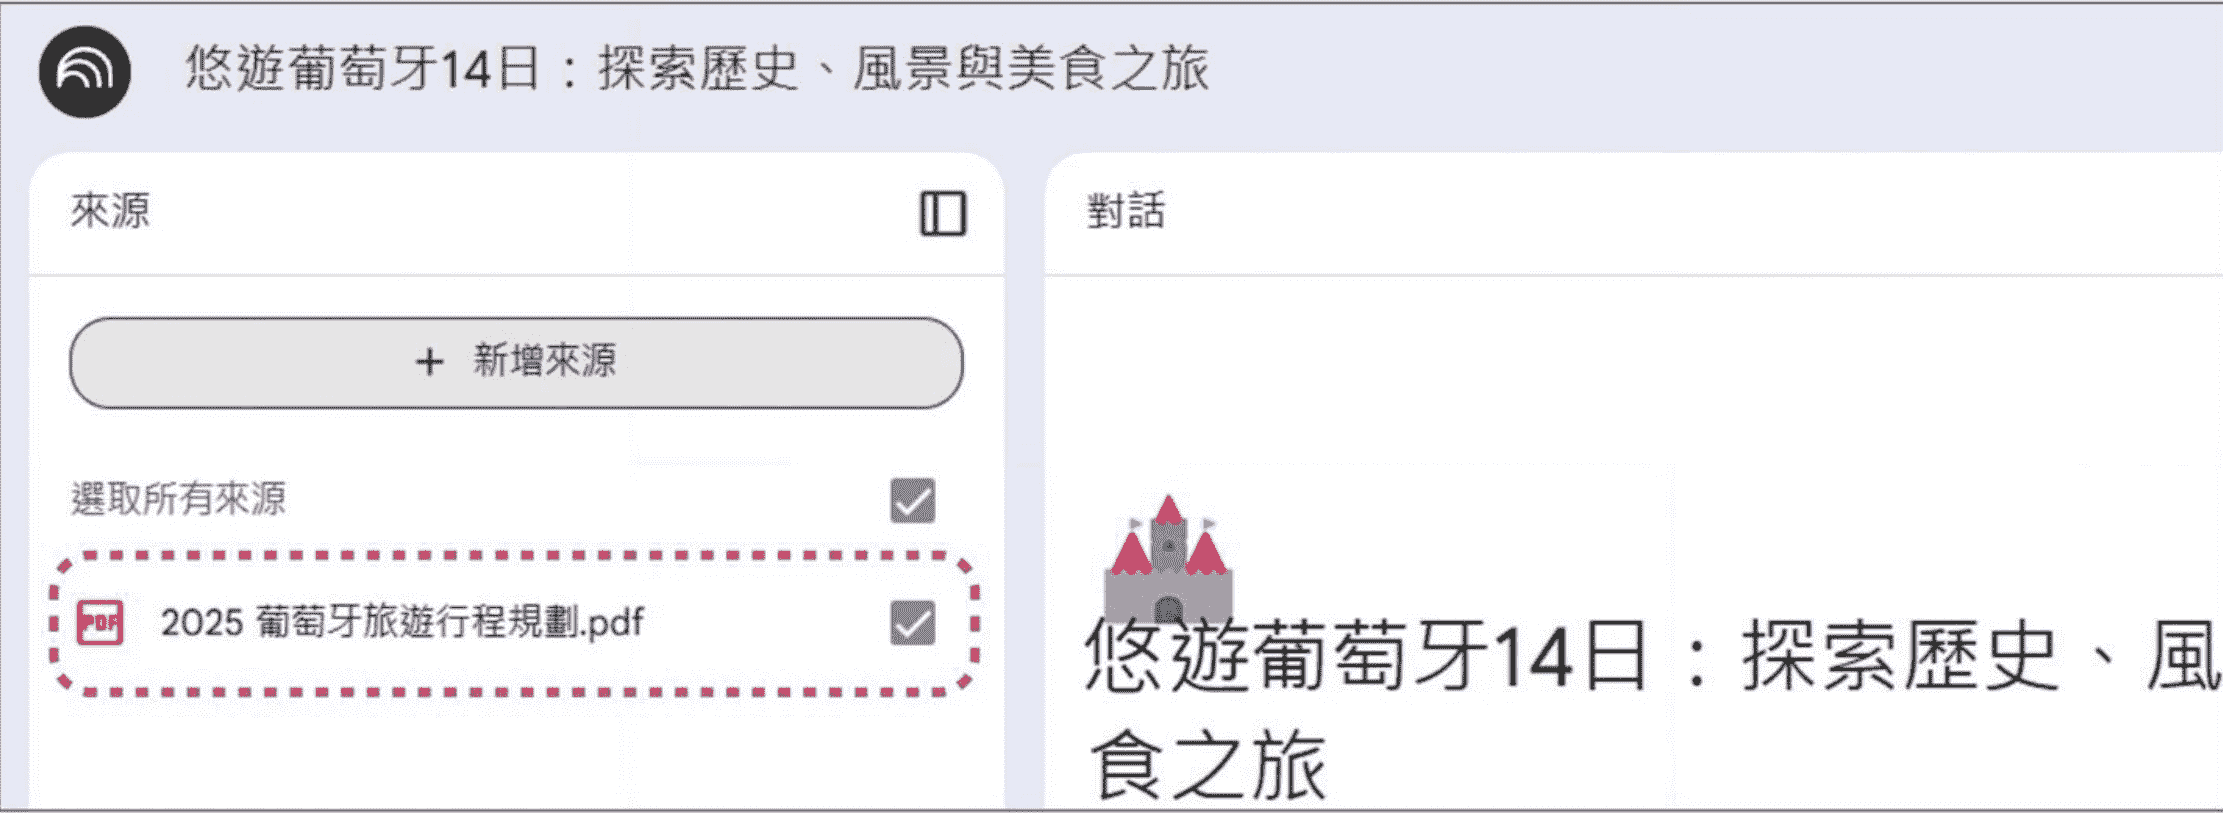 悠遊葡萄牙14日：探索歷史、風景與美食之旅
來源
對話
+ 新增來源
選取所有來源
PDF 2025 葡萄牙旅遊行程規劃.pdf
悠遊葡萄牙14日：探索歷史、風
食之旅